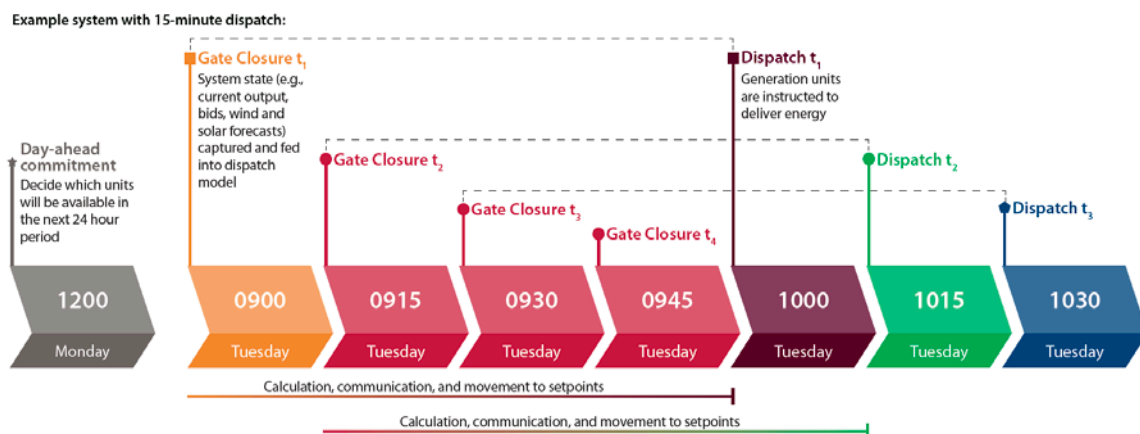 Example system with 15-minute dispatch:
Gate Closure t1
System state (e.g.,
current output,
bids, wind and
solar forecasts)
captured and fed
into dispatch
model
Dispatch t1
Generation units
are instructed to
deliver energy
Day-ahead
commitment
Decide which units
will be available in
the next 24 hour
period
Gate Closure t2
Dispatch t2
Gate Closure t3
Dispatch t3
Gate Closure t4
1200
0900
0915
0930
0945
1000
1015
1030
Monday
Tuesday
Tuesday
Tuesday
Tuesday
Tuesday
Tuesday
Tuesday
Calculation, communication, and movement to setpoints
Calculation, communication, and movement to setpoints